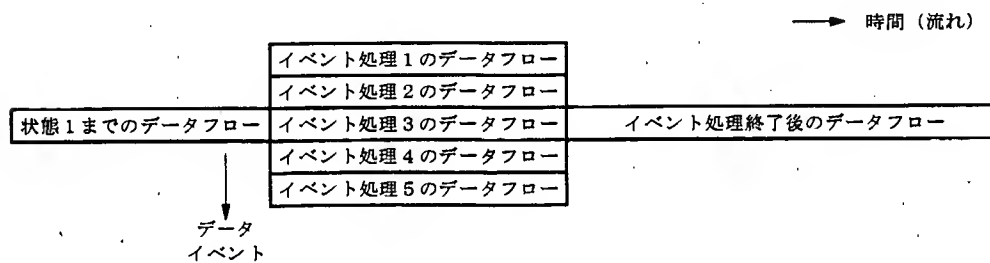 時間（流れ）
イベント処理１のデータフロー
イベント処理２のデータフロー
状態１までのデータフロー
イベント処理３のデータフロー
イベント処理終了後のデータフロー
イベント処理４のデータフロー
イベント処理５のデータフロー
データ
イベント